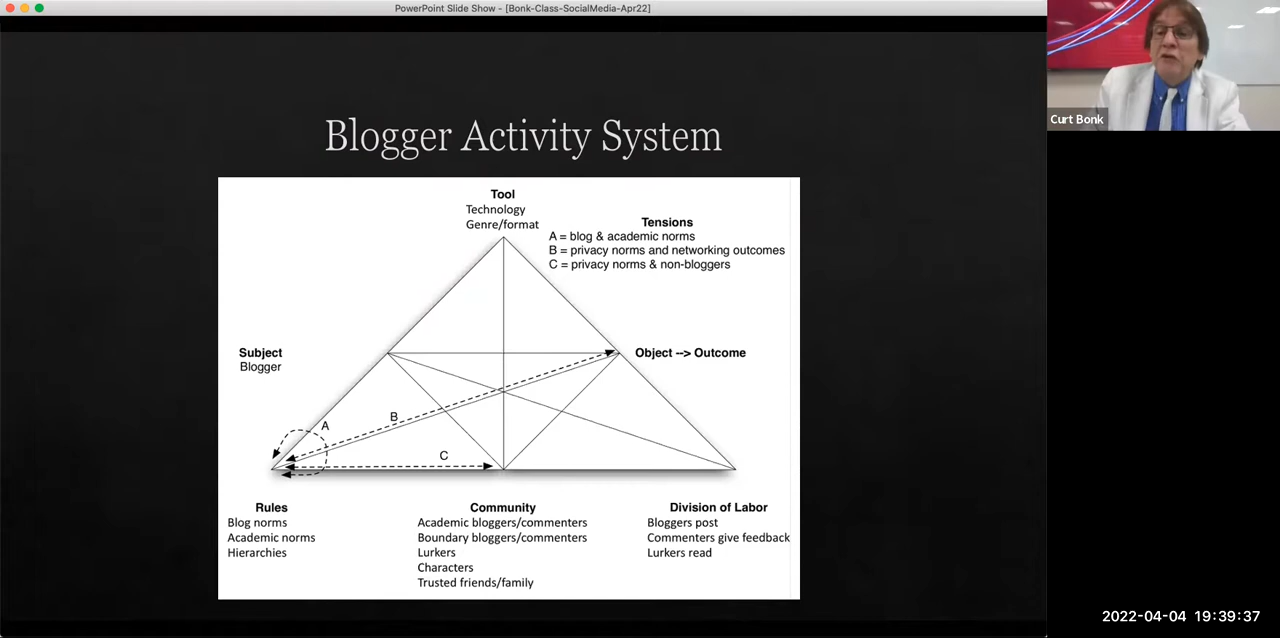 PowerPoint Slide Show - [Bonk-Class-SocialMedia-Apr22]
Curt Bonk
Blogger Activity System
Tool
Technology
Genre/format
Tensions
A = blog & academic norms
B = privacy norms and networking outcomes
C = privacy norms & non-bloggers
Subject
Blogger
Object --> Outcome
A
B
C
Rules
Blog norms
Academic norms
Hierarchies
Community
Academic bloggers/commenters
Boundary bloggers/commenters
Lurkers
Characters
Trusted friends/family
Division of Labor
Bloggers post
Commenters give feedback
Lurkers read
2022-04-04 19:39:37